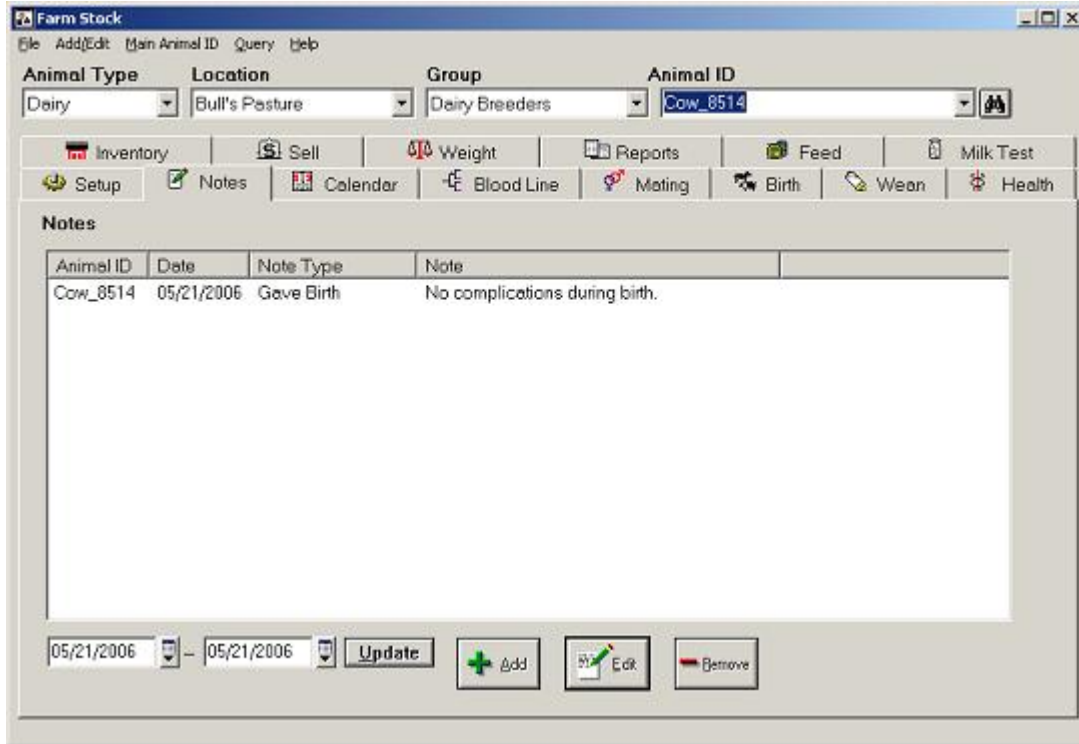 Farm Stock
File Add/Edit Main Animal ID Query Help
Animal Type Location Group Animal ID
Dairy Bull's Pasture Dairy Breeders Cow_8514
Inventory Sell Weight Reports Feed Milk Test
Setup Notes Calendar Blood Line Mating Birth Wean Health
Notes
Animal ID Date Note Type Note
Cow_8514 05/21/2006 Gave Birth No complications during birth.
05/21/2006 – 05/21/2006 Update Add Edit Remove